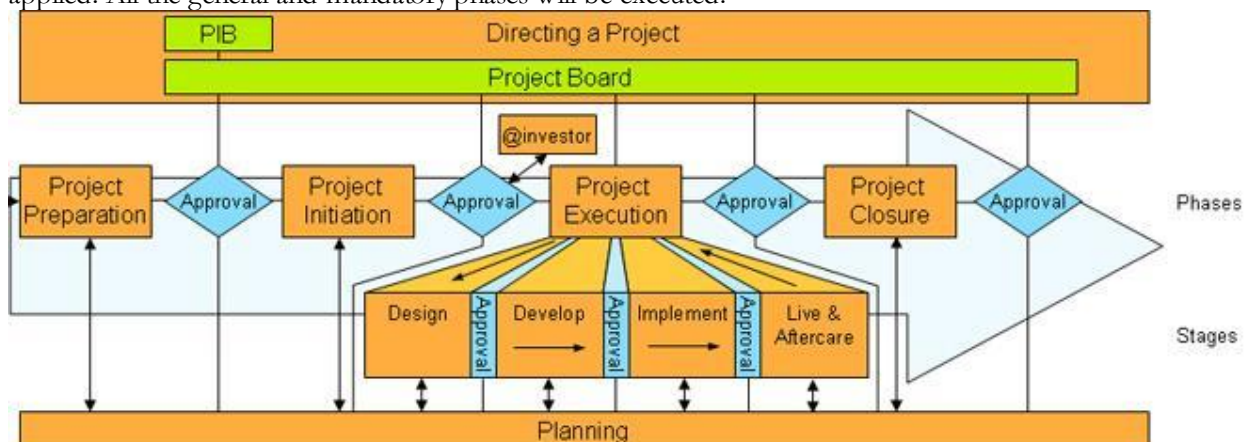 applied. All the general and mandatory phases will be executed.
PIB
Directing a Project
Project Board
@investor
Project
Preparation
Approval
Project
Initiation
Approval
Project
Execution
Approval
Project
Closure
Approval
Phases
Design
Approval
Develop
Approval
Implement
Approval
Live &
Aftercare
Stages
Planning